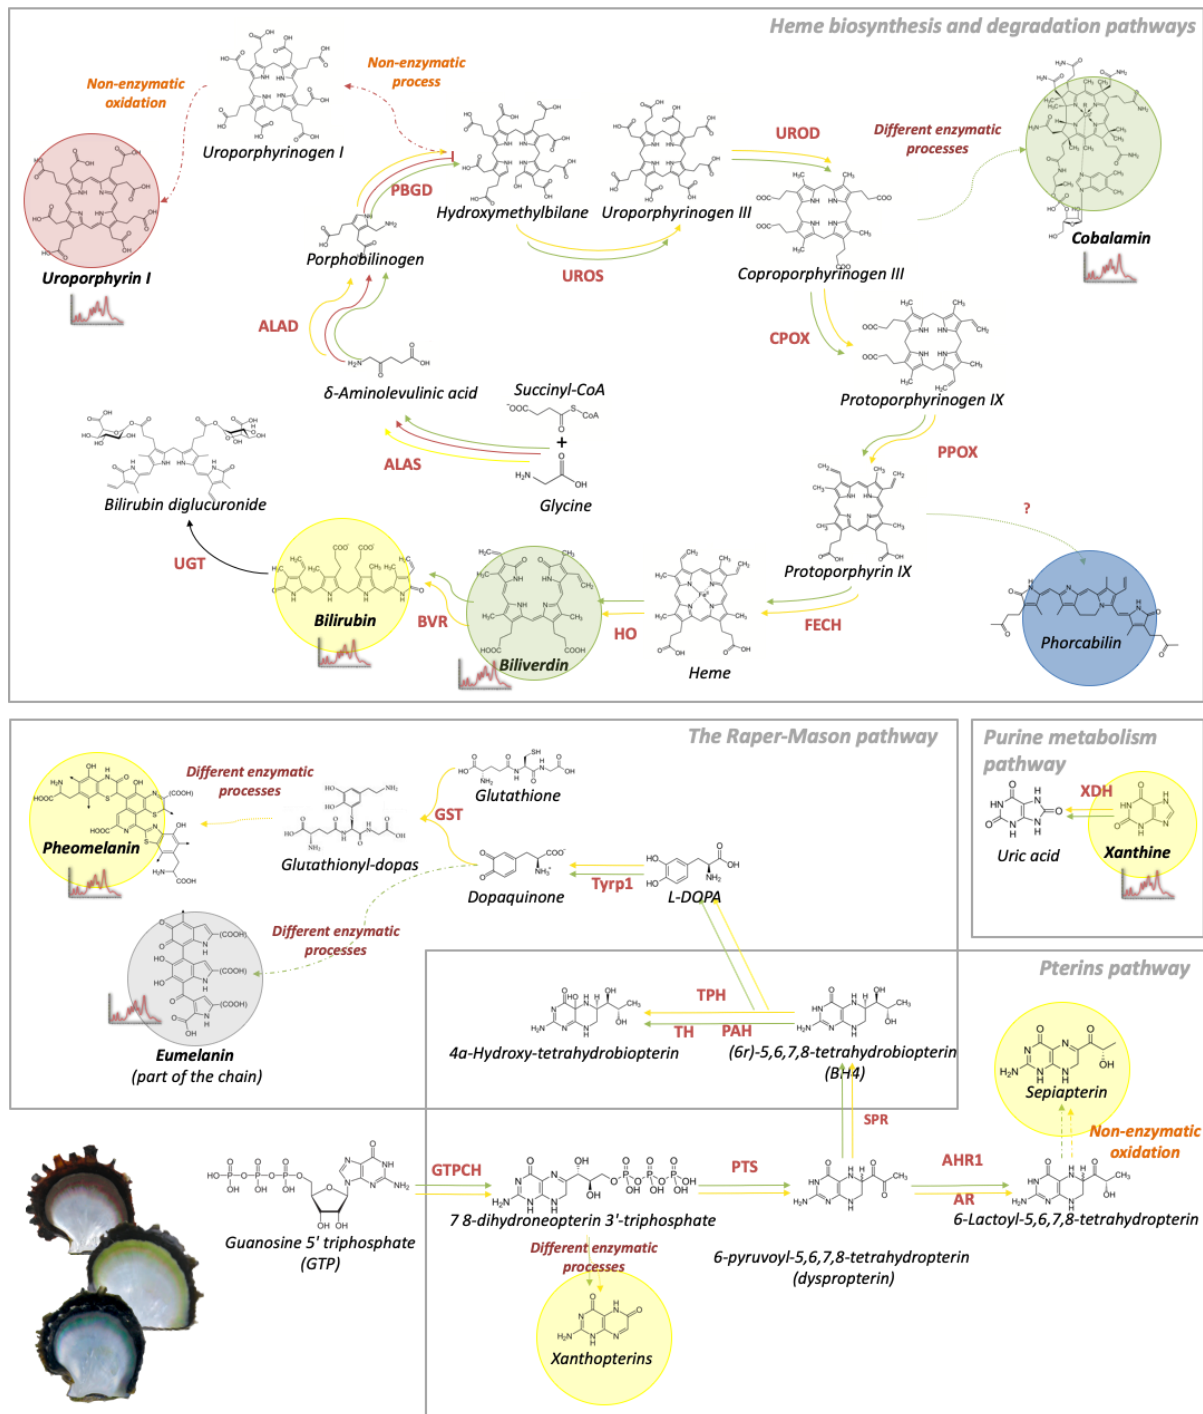 Heme biosynthesis and degradation pathways
Non-enzymatic
oxidation
Non-enzymatic
process
Uroporphyrinogen I
Uroporphyrin I
PBGD
Hydroxymethylbilane
Uroporphyrinogen III
UROD
Different enzymatic
processes
Cobalamin
Porphobilinogen
UROS
Coproporphyrinogen III
ALAD
CPOX
δ-Aminolevulinic acid
Succinyl-CoA
+
Glycine
ALAS
Protoporphyrinogen IX
PPOX
Bilirubin diglucuronide
UGT
Bilirubin
BVR
Biliverdin
HO
Heme
FECH
Protoporphyrin IX
?
Phorcabilin
The Raper-Mason pathway
Different enzymatic
processes
Pheomelanin
Glutathionyl-dopas
GST
Glutathione
Dopaquinone
Tyrp1
L-DOPA
Different enzymatic
processes
Eumelanin
(part of the chain)
Purine metabolism
pathway
XDH
Uric acid
Xanthine
Pterins pathway
TPH
TH
PAH
4a-Hydroxy-tetrahydrobiopterin
(6r)-5,6,7,8-tetrahydrobiopterin
(BH4)
Sepiapterin
SPR
Non-enzymatic
oxidation
GTPCH
PTS
AHR1
AR
Guanosine 5' triphosphate
(GTP)
7 8-dihydroneopterin 3'-triphosphate
6-pyruvoyl-5,6,7,8-tetrahydropterin
(dyspropterin)
6-Lactoyl-5,6,7,8-tetrahydropterin
Different enzymatic
processes
Xanthopterins